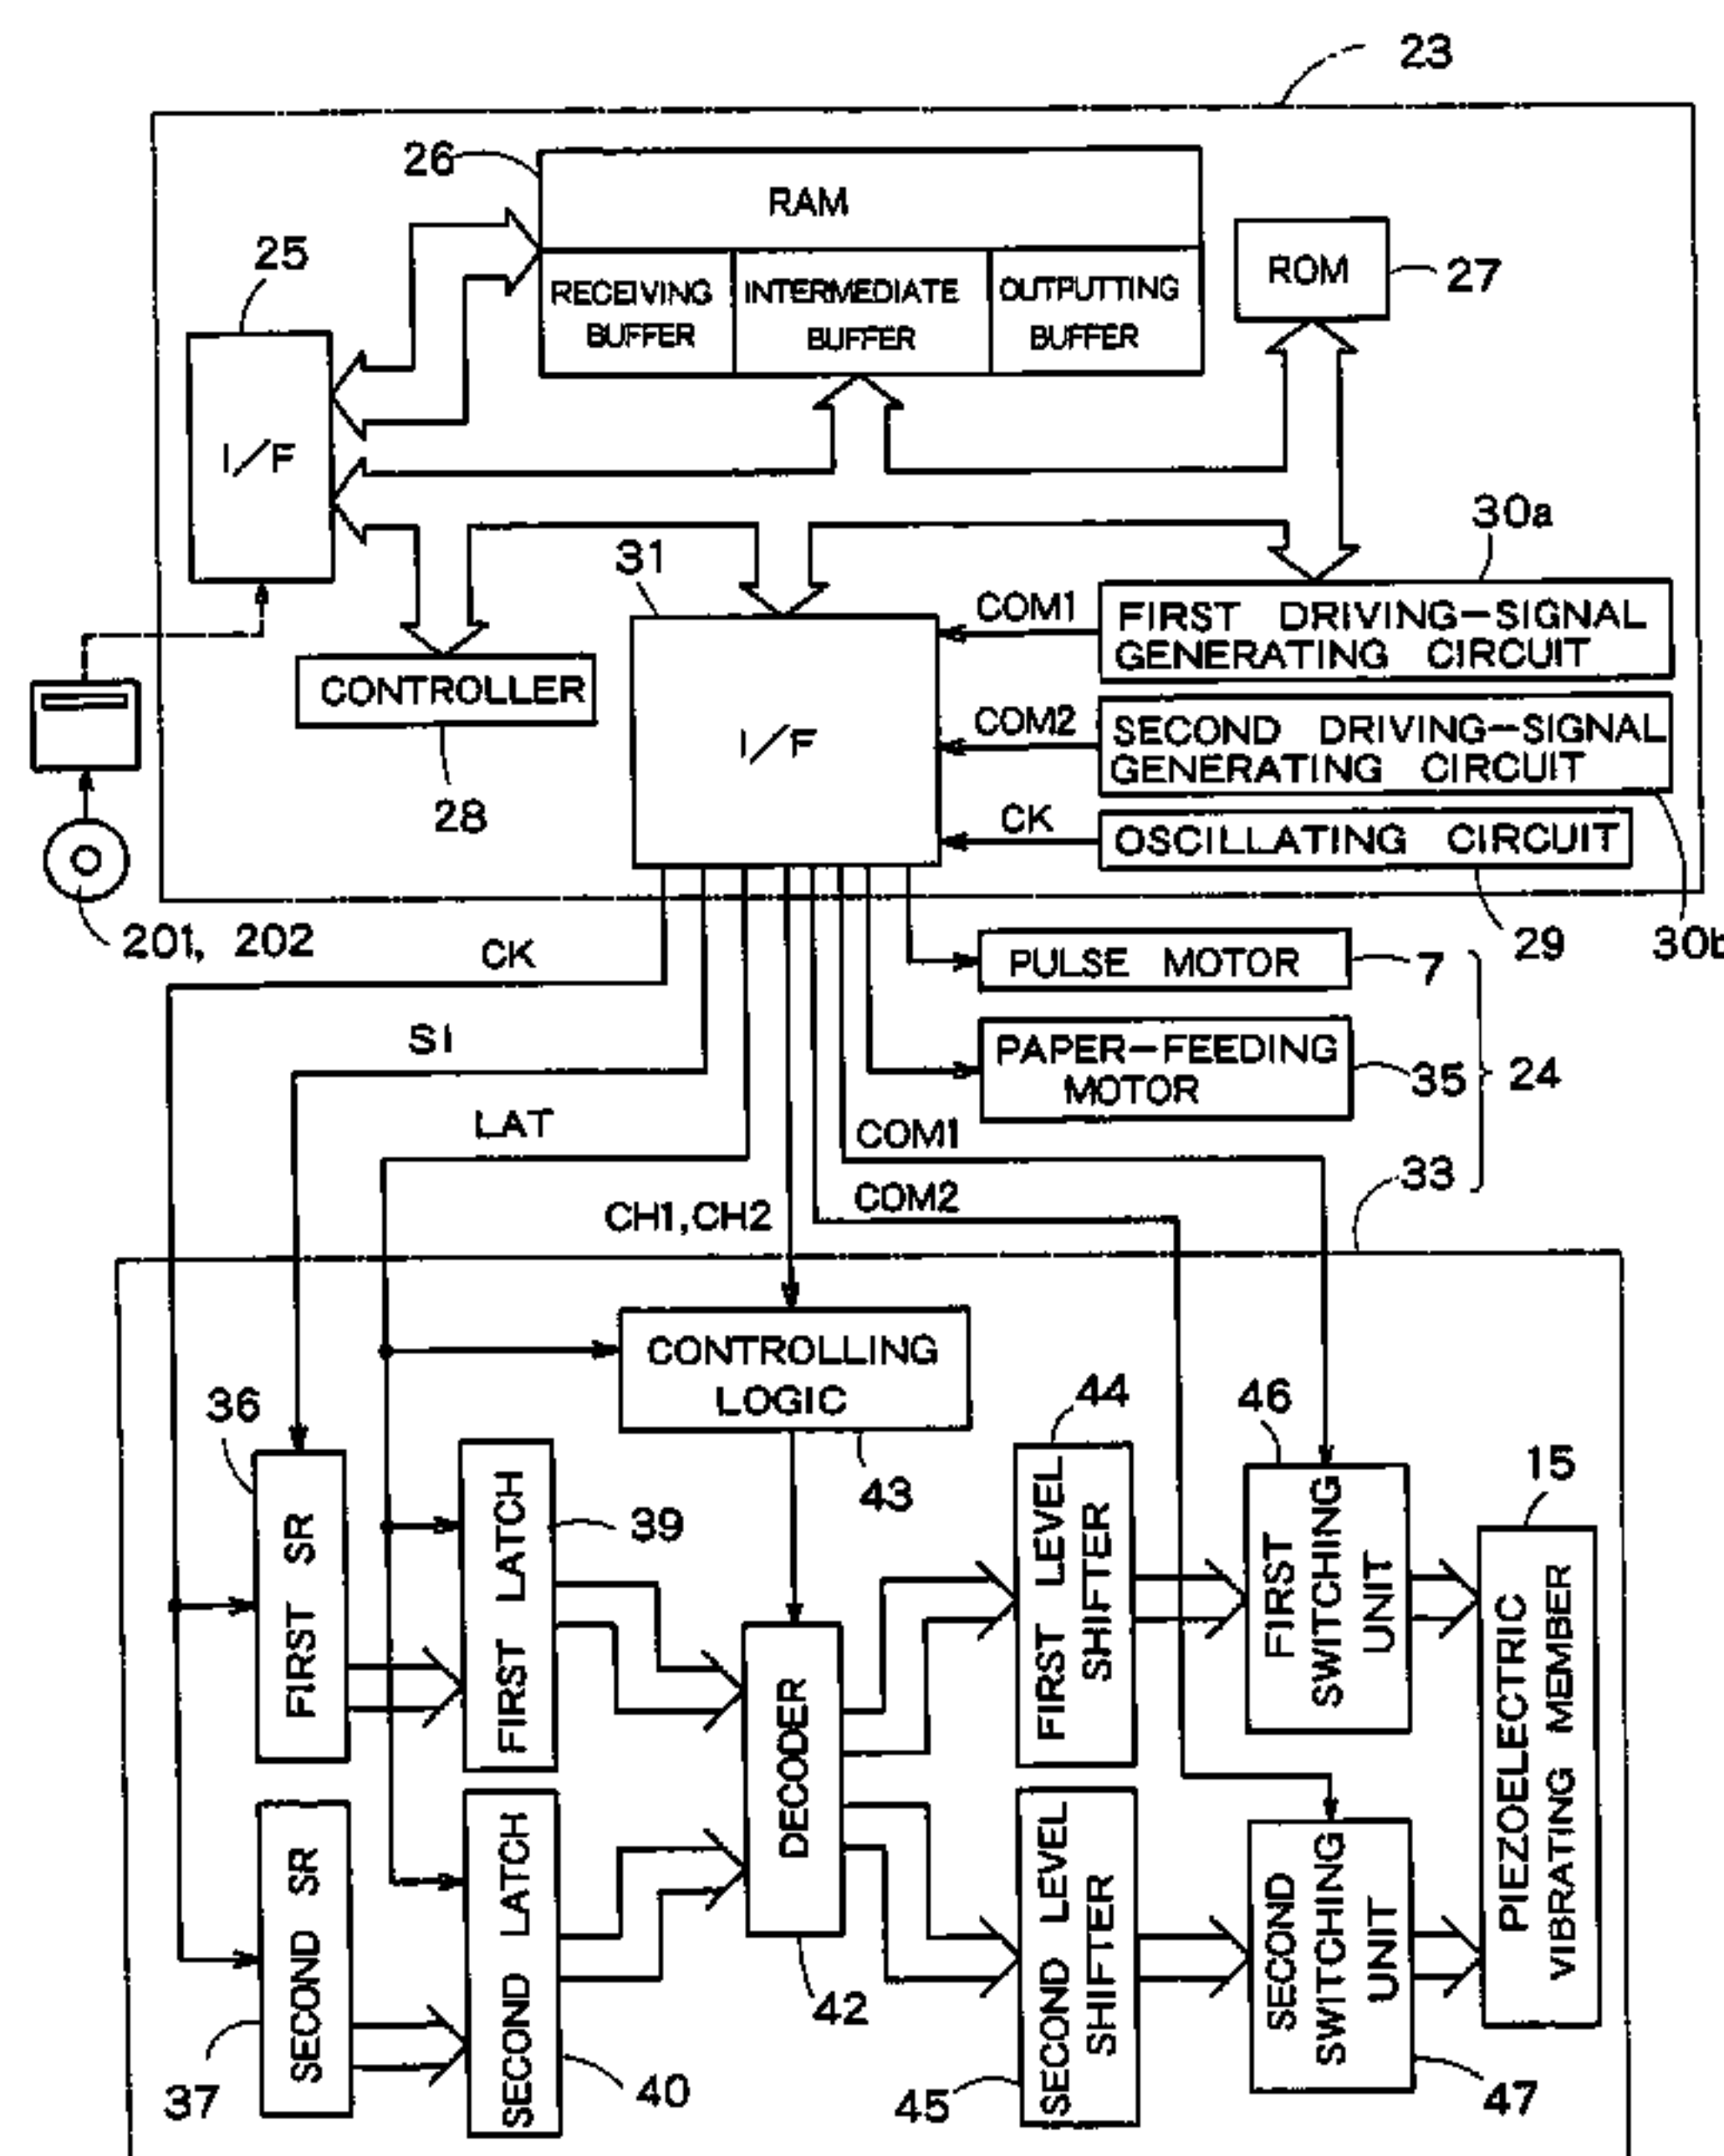 23
26
RAM
25
RECEIVING
BUFFER
INTERMEDIATE
BUFFER
OUTPUTTING
BUFFER
ROM
27
I/F
31
30a
COM1
FIRST DRIVING-SIGNAL
GENERATING CIRCUIT
CONTROLLER
I/F
COM2
SECOND DRIVING-SIGNAL
GENERATING CIRCUIT
28
CK
OSCILLATING CIRCUIT
201, 202
CK
PULSE MOTOR
7
29
30b
SI
PAPER-FEEDING
MOTOR
35
24
LAT
COM1
33
CH1,CH2
COM2
CONTROLLING
LOGIC
36
44
46
43
15
39
FIRST SR
FIRST LATCH
DECODER
FIRST LEVEL
SHIFTER
FIRST
SWITCHING
UNIT
PIEZOELECTRIC
VIBRATING MEMBER
SECOND SR
SECOND LATCH
SECOND LEVEL
SHIFTER
SECOND
SWITCHING
UNIT
42
37
40
45
47